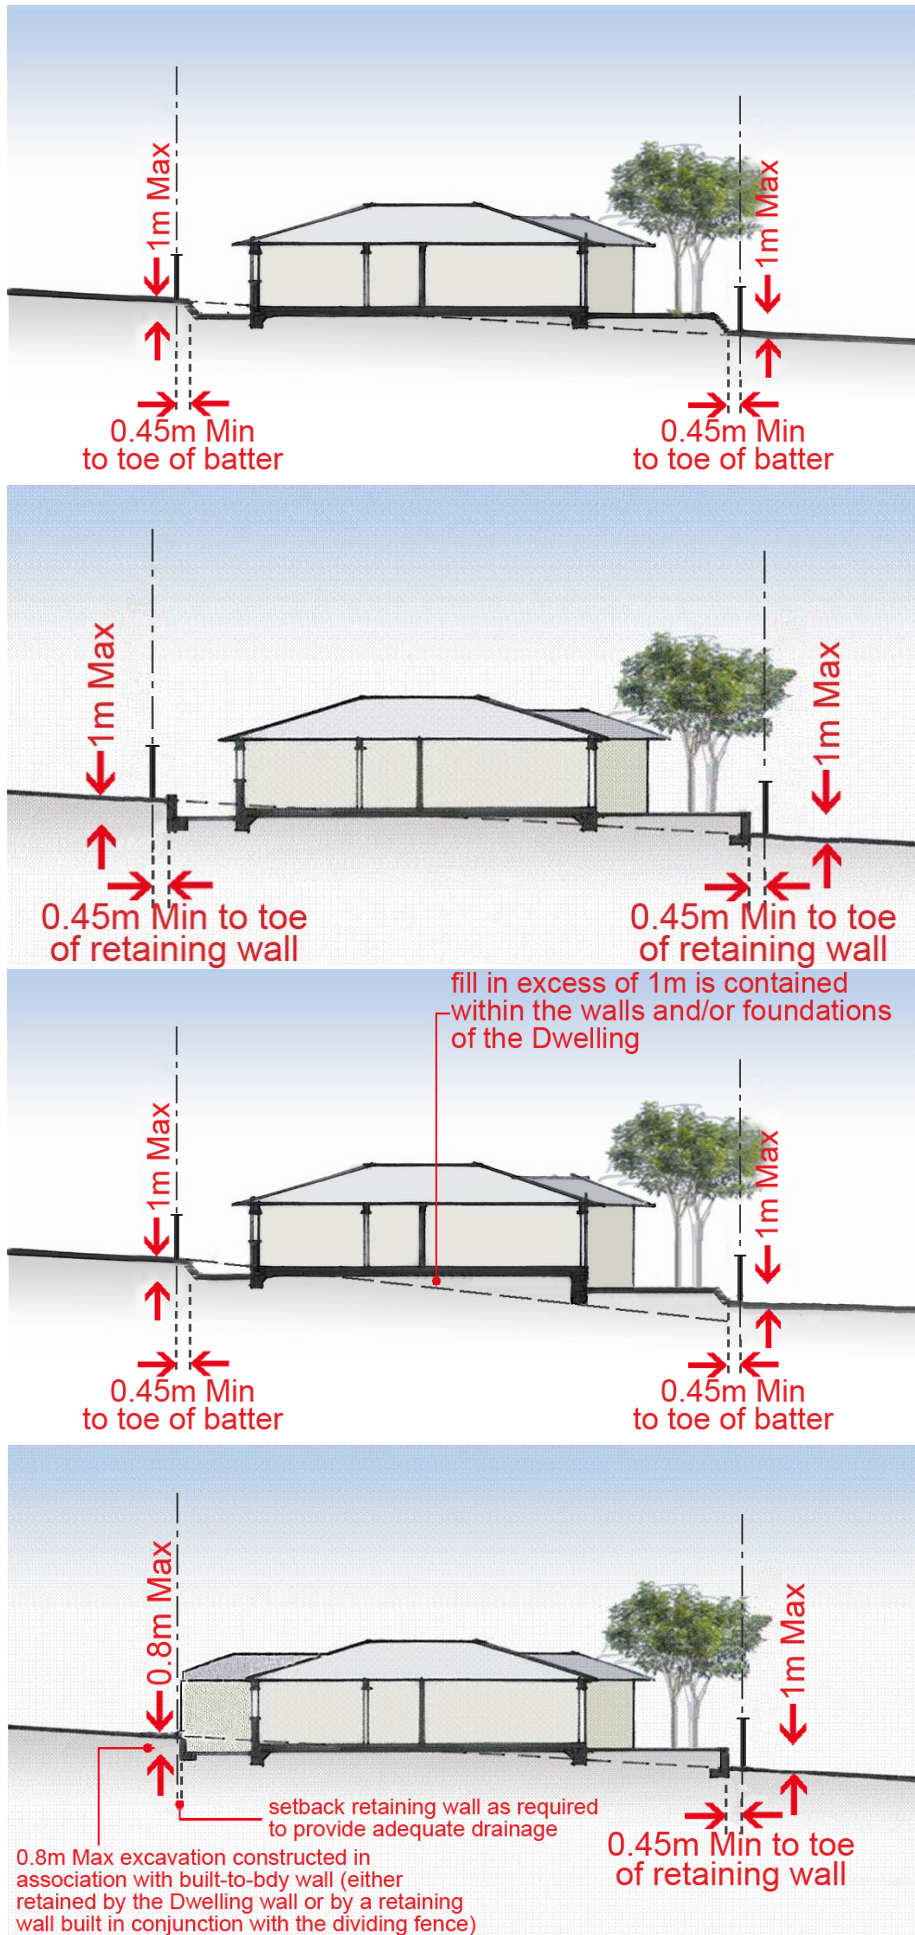 1m Max
1m Max
0.45m Min
to toe of batter
0.45m Min
to toe of batter
1m Max
1m Max
0.45m Min to toe
of retaining wall
0.45m Min to toe
of retaining wall
fill in excess of 1m is contained
within the walls and/or foundations
of the Dwelling
1m Max
1m Max
0.45m Min
to toe of batter
0.45m Min
to toe of batter
0.8m Max
1m Max
setback retaining wall as required
to provide adequate drainage
0.45m Min to toe
of retaining wall
0.8m Max excavation constructed in
association with built-to-bdy wall (either
retained by the Dwelling wall or by a retaining
wall built in conjunction with the dividing fence)